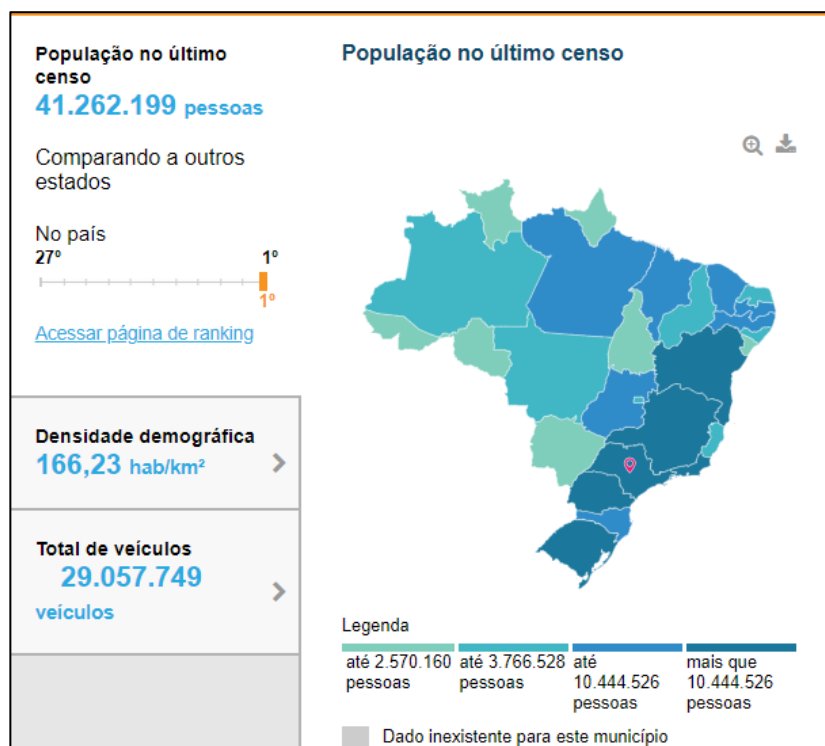 População no último
censo
41.262.199 pessoas
Comparando a outros
estados
No país
27º 1º
1º
Acessar página de ranking
Densidade demográfica
166,23 hab/km²
Total de veículos
29.057.749
veículos
População no último censo
Legenda
até 2.570.160
pessoas
até 3.766.528
pessoas
até
10.444.526
pessoas
mais que
10.444.526
pessoas
Dado inexistente para este município